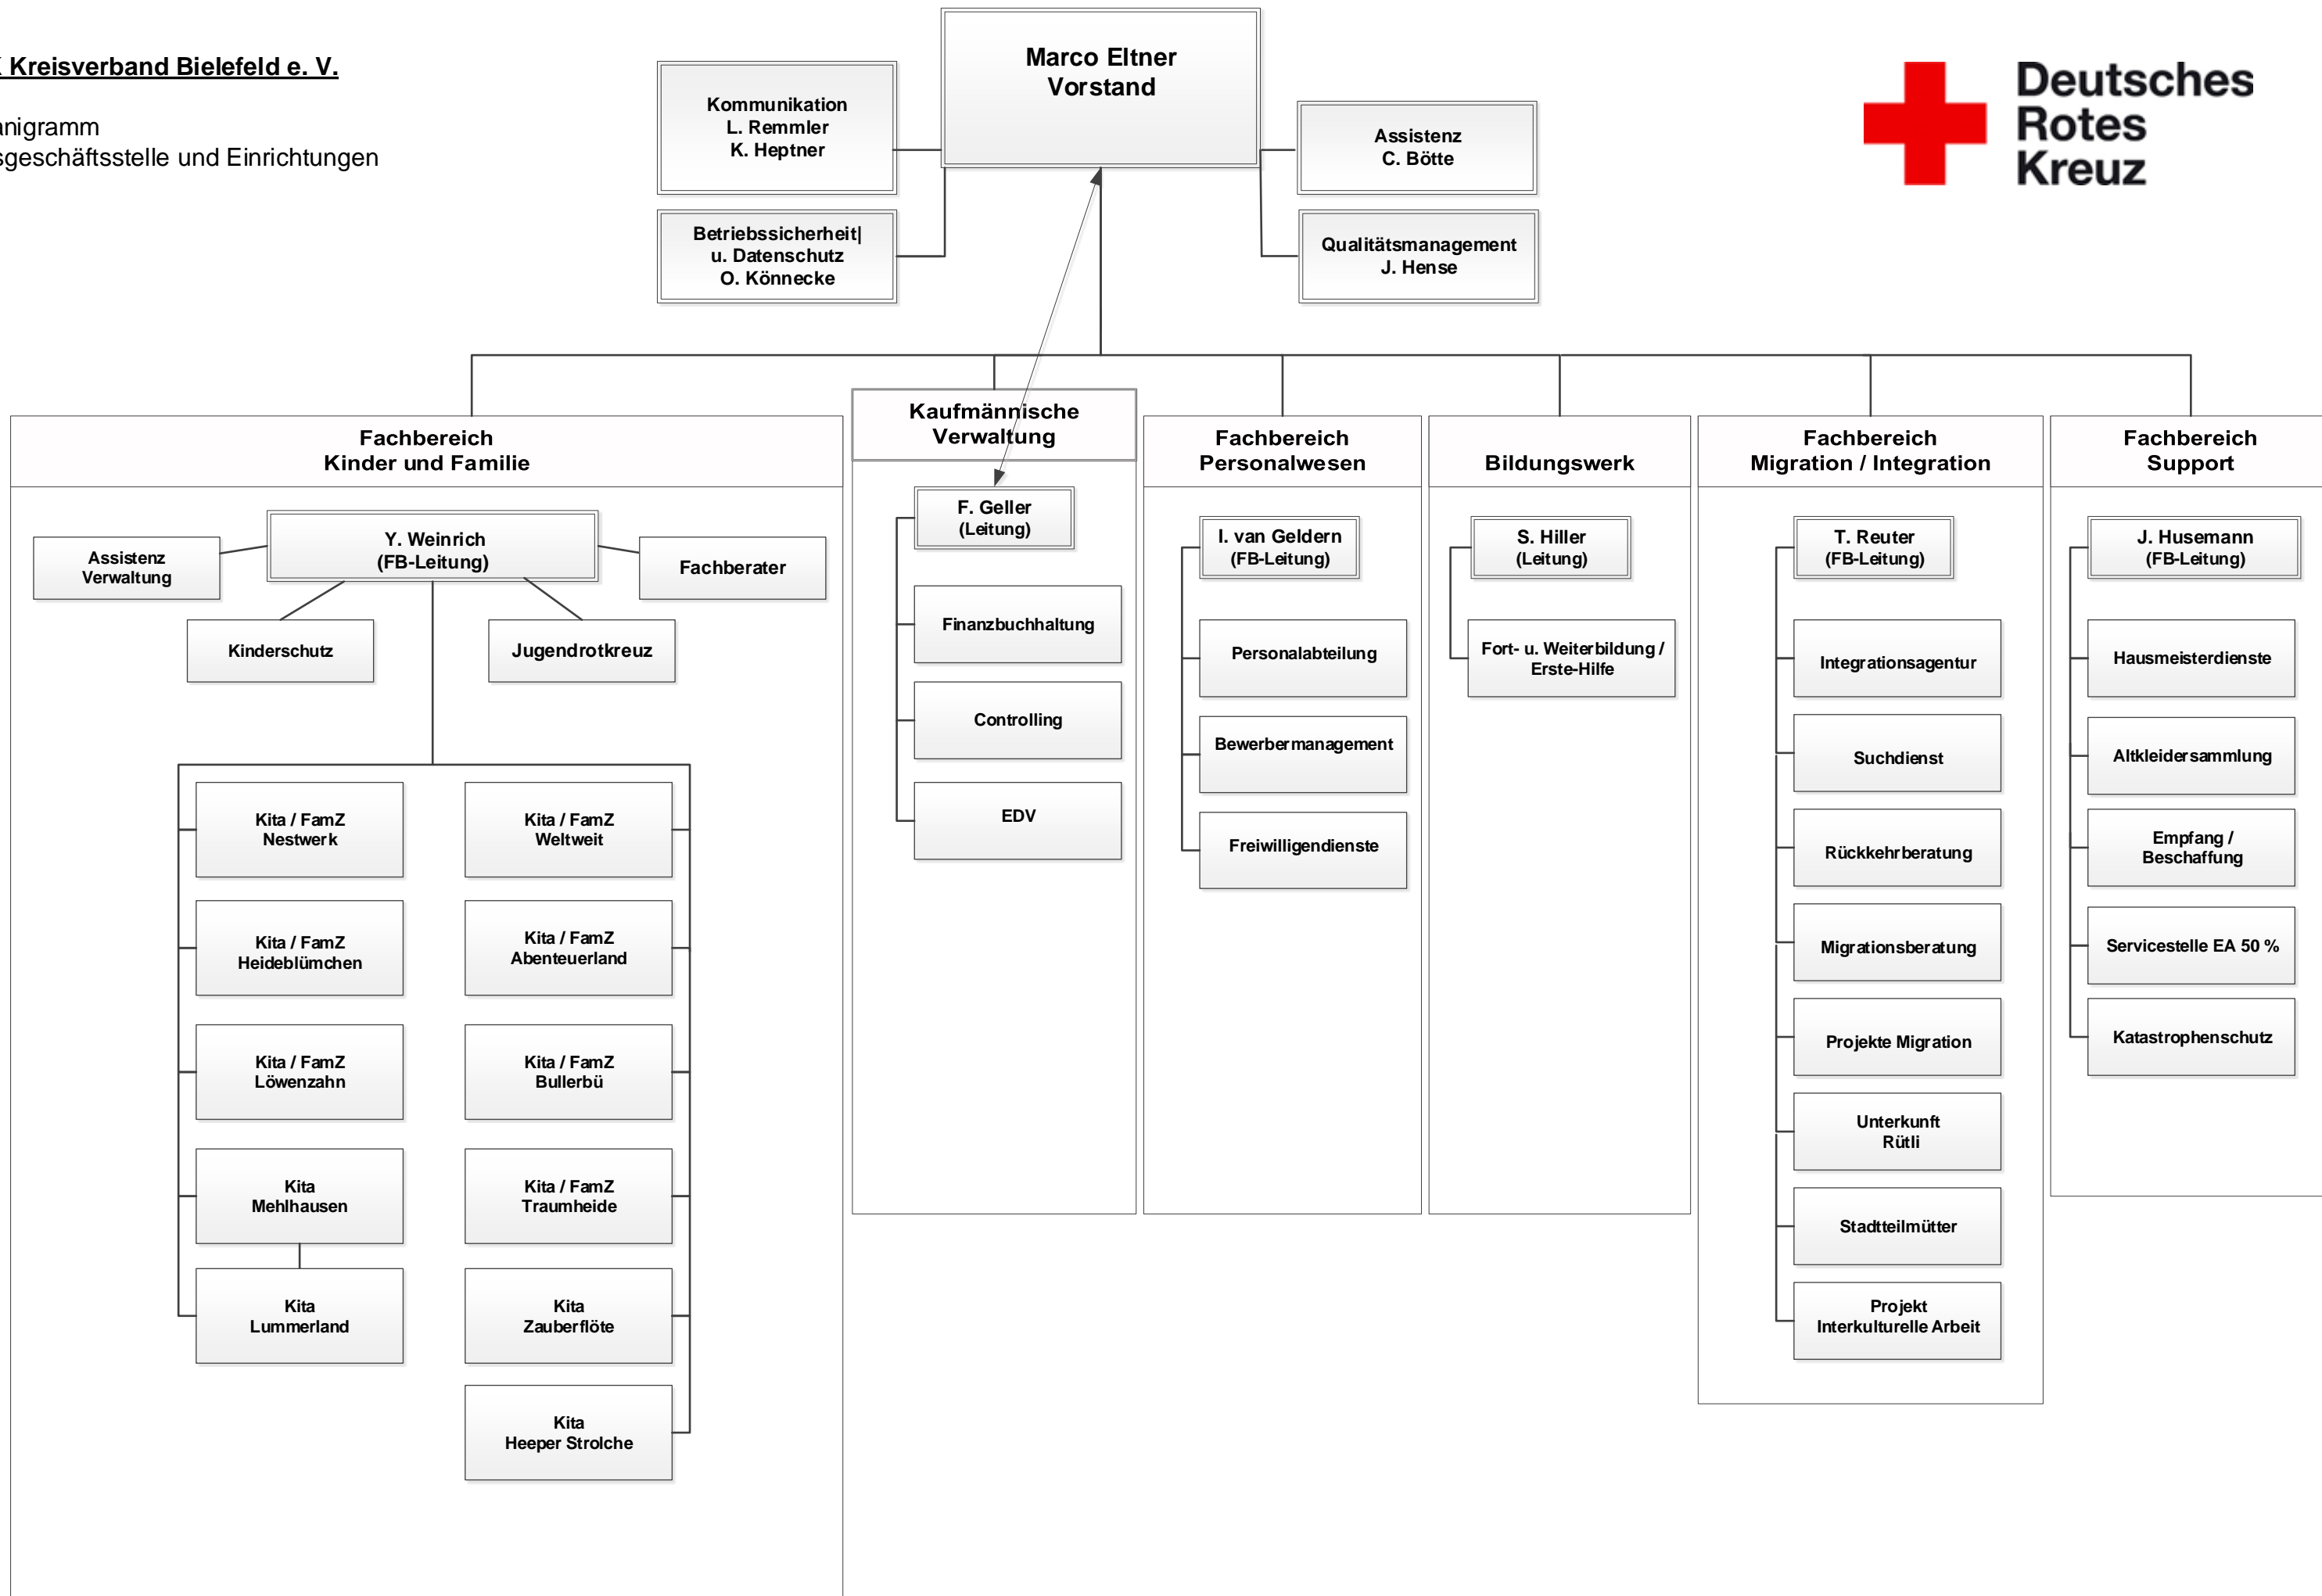 Kreisverband Bielefeld e. V.
anigramm
sgeschäftsstelle und Einrichtungen
Marco Eltner
Vorstand
Kommunikation
L. Remmler
K. Heptner
Betriebssicherheit|
u. Datenschutz
O. Könnecke
Assistenz
C. Bötte
Qualitätsmanagement
J. Hense
Deutsches
Rotes
Kreuz
Fachbereich
Kinder und Familie
Y. Weinrich
(FB-Leitung)
Assistenz
Verwaltung
Fachberater
Kinderschutz
Jugendrotkreuz
Kita / FamZ
Nestwerk
Kita / FamZ
Heideblümchen
Kita / FamZ
Löwenzahn
Kita
Mehlhausen
Kita
Lummerland
Kita / FamZ
Weltweit
Kita / FamZ
Abenteuerland
Kita / FamZ
Bullerbü
Kita / FamZ
Traumheide
Kita
Zauberflöte
Kita
Heeper Strolche
Kaufmännische
Verwaltung
F. Geller
(Leitung)
Finanzbuchhaltung
Controlling
EDV
Fachbereich
Personalwesen
I. van Geldern
(FB-Leitung)
Personalabteilung
Bewerbermanagement
Freiwilligendienste
Bildungswerk
S. Hiller
(Leitung)
Fort- u. Weiterbildung /
Erste-Hilfe
Fachbereich
Migration / Integration
T. Reuter
(FB-Leitung)
Integrationsagentur
Suchdienst
Rückkehrberatung
Migrationsberatung
Projekte Migration
Unterkunft
Rütli
Stadtteilmütter
Projekt
Interkulturelle Arbeit
Fachbereich
Support
J. Husemann
(FB-Leitung)
Hausmeisterdienste
Altkleidersammlung
Empfang /
Beschaffung
Servicestelle EA 50 %
Katastrophenschutz